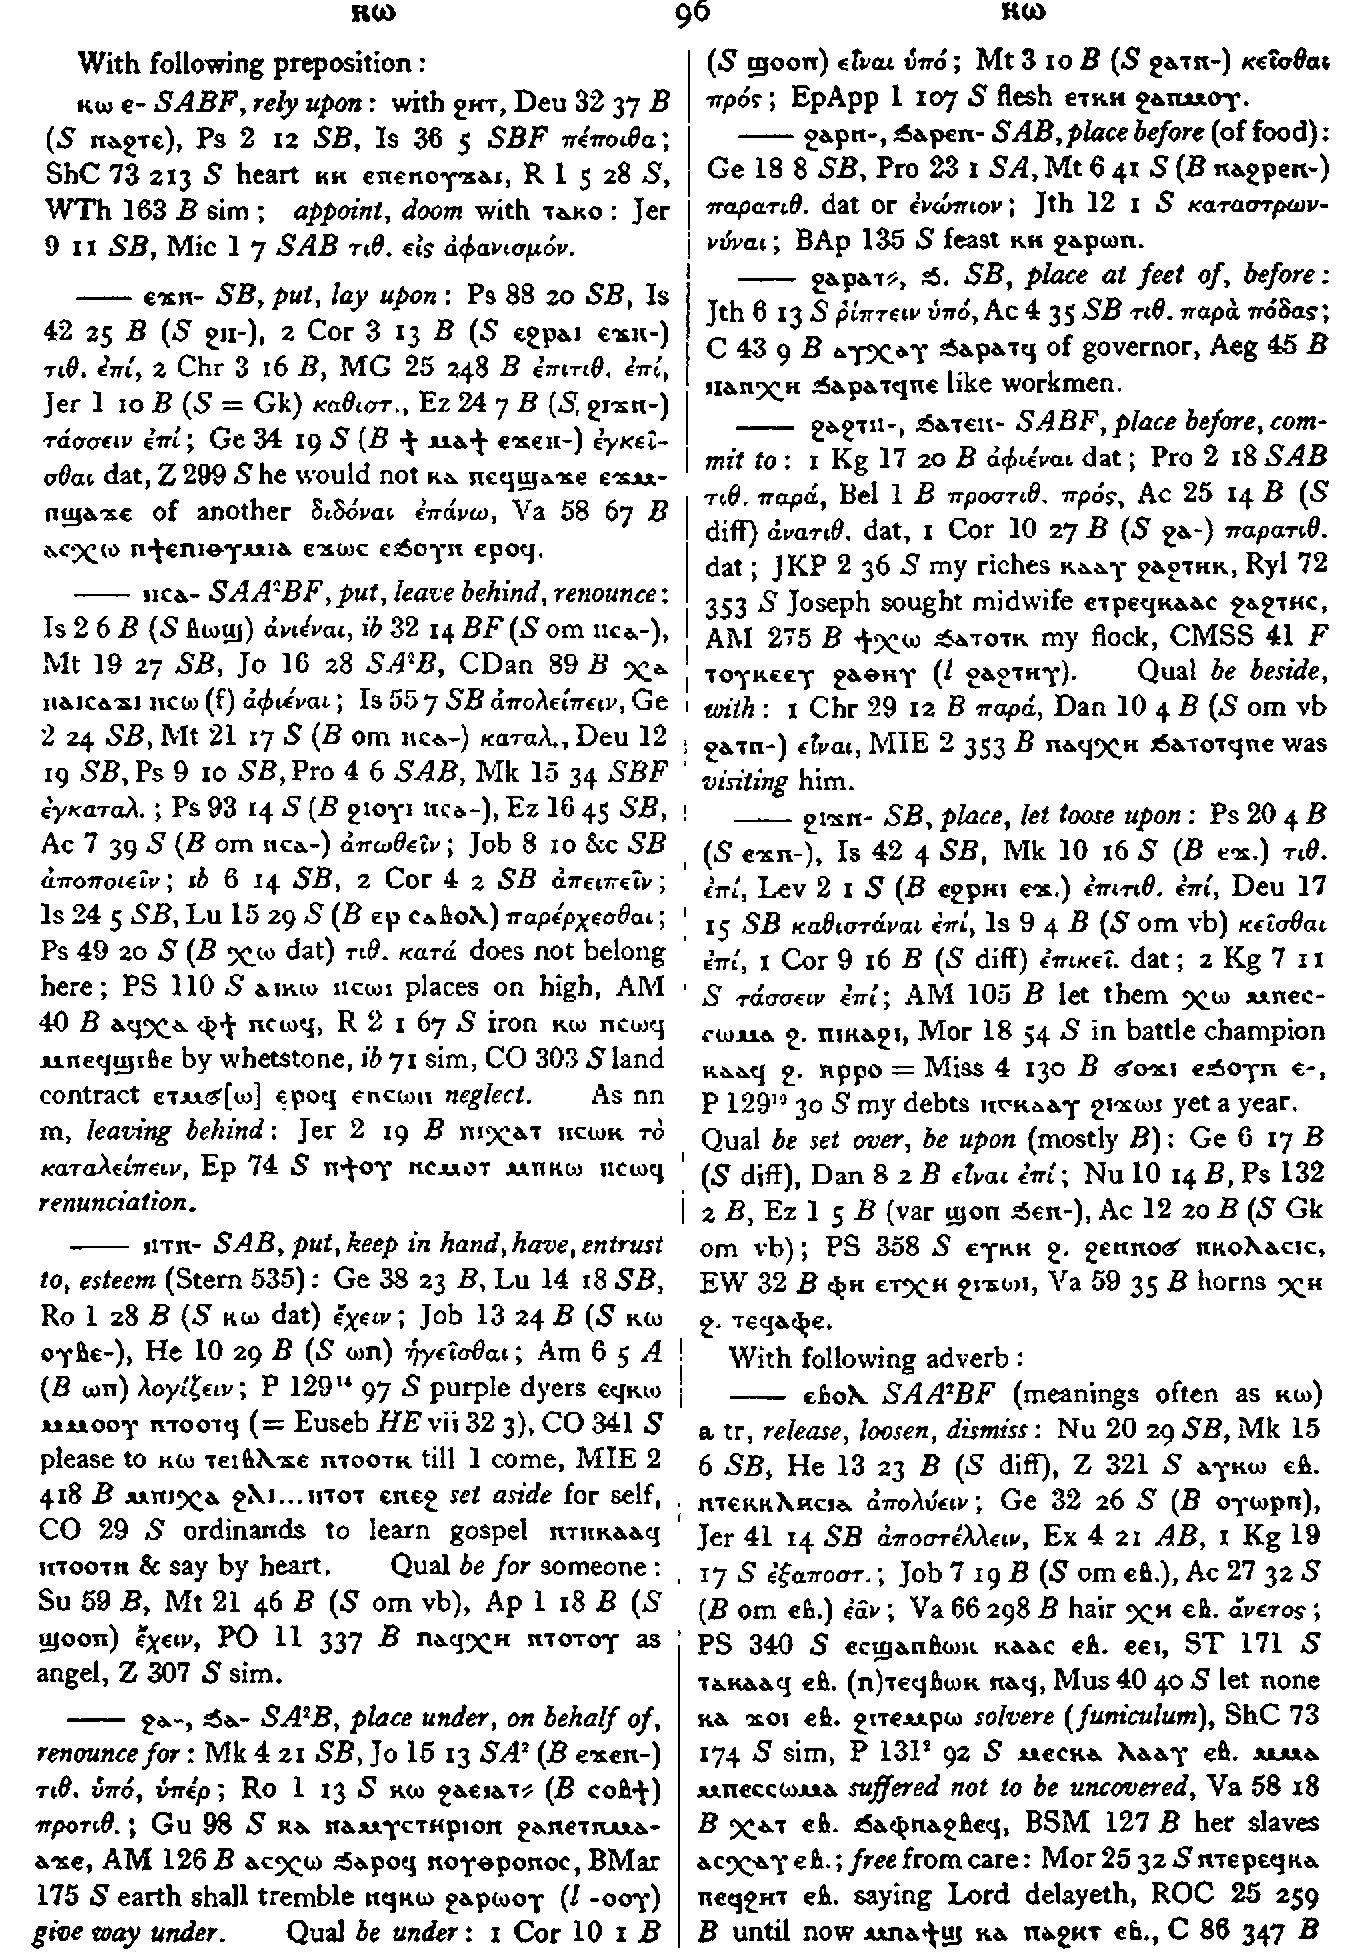 ⲕⲱ 96 ⲕⲱ
With following preposition :
ⲕⲱ ⲉ- SABF, rely upon : with ϩⲏⲧ, Deu 32 37 B
(S ⲛⲁϩⲧⲉ), Ps 2 12 SB, Is 36 5 SBF πέποιθα ;
ShC 73 213 S heart ⲕⲏ ⲉⲡⲉⲛⲟⲩϫⲁⲓ, R 1 5 28 S,
WTh 163 B sim ; appoint, doom with ⲧⲁⲕⲟ : Jer
9 11 SB, Mic 1 7 SAB τιθ. εἰς ἀφανισμόν.
—— ⲉϫⲛ- SB, put, lay upon : Ps 88 20 SB, Is
42 25 B (S ϩⲛ-), 2 Cor 3 13 B (S ⲉϩⲣⲁⲓ ⲉϫⲛ-)
τιθ. ἐπί, 2 Chr 3 16 B, MG 25 248 B ἐπιτιθ. ἐπί,
Jer 1 10 B (S = Gk) καθιστ., Ez 24 7 B (S, ϩⲓϫⲛ-)
τάσσειν ἐπί ; Ge 34 19 S (B ϯ ⲙⲁϯ ⲉϫⲉⲛ-) ἐγκεῖ-
σθαι dat, Z 299 S he would not ⲕⲁ ⲡⲉϥϣⲁϫⲉ ⲉϫⲙ-
ⲡϣⲁϫⲉ of another διδόναι ἐπάνω, Va 58 67 B
ⲁⲥⲭⲱ ⲛϯⲉⲡⲓⲑⲩⲙⲓⲁ ⲉϫⲱⲥ ⲉϧⲟⲩⲛ ⲉⲣⲟϥ.
—— ⲛⲥⲁ- SAA²BF, put, leave behind, renounce :
Is 2 6 B (S ⲃⲱϣ) ἀνιέναι, ib 32 14 BF (S om ⲛⲥⲁ-),
Mt 19 27 SB, Jo 16 28 SA²B, CDan 89 B ⲭⲁ
ⲛⲁⲓⲥⲁϫⲓ ⲛⲥⲱ (f) ἀφιέναι ; Is 55 7 SB ἀπολείπειν, Ge
2 24 SB, Mt 21 17 S (B om ⲛⲥⲁ-) καταλ., Deu 12
19 SB, Ps 9 10 SB, Pro 4 6 SAB, Mk 15 34 SBF
ἐγκαταλ. ; Ps 93 14 S (B ϩⲓⲟⲩⲓ ⲛⲥⲁ-), Ez 16 45 SB,
Ac 7 39 S (B om ⲛⲥⲁ-) ἀπωθεῖν ; Job 8 10 &c SB
ἀποποιεῖν ; ib 6 14 SB, 2 Cor 4 2 SB ἀπειπεῖν ;
Is 24 5 SB, Lu 15 29 S (B ⲉⲣ ⲥⲁⲃⲟⲗ) παρέρχεσθαι ;
Ps 49 20 S (B ⲭⲱ dat) τιθ. κατά does not belong
here ; PS 110 S ⲁⲓⲕⲱ ⲛⲥⲱⲓ places on high, AM
40 B ⲁϥⲭⲁ ⲫϯ ⲛⲥⲱϥ, R 2 1 67 S iron ⲕⲱ ⲛⲥⲱϥ
ⲙⲡⲉϥϣⲓⲃⲉ by whetstone, ib 71 sim, CO 303 S land
contract ⲉⲧⲙϭ[ⲱ] ⲉⲣⲟϥ ⲉⲛⲥⲱⲛ neglect. As nn
m, leaving behind : Jer 2 19 B ⲡⲓⲭⲁⲧ ⲛⲥⲱⲕ τὸ
καταλείπειν, Ep 74 S ⲡϯⲟⲩ ⲛⲥⲙⲟⲧ ⲙⲡⲕⲱ ⲛⲥⲱϥ
renunciation.
—— ⲛⲧⲛ- SAB, put, keep in hand, have, entrust
to, esteem (Stern 535) : Ge 38 23 B, Lu 14 18 SB,
Ro 1 28 B (S ⲕⲱ dat) ἔχειν ; Job 13 24 B (S ⲕⲱ
ⲟⲩⲃⲉ-), He 10 29 B (S ⲱⲡ) ἡγεῖσθαι ; Am 6 5 A
(B ⲱⲡ) λογίζειν ; P 129¹⁴ 97 S purple dyers ⲉϥⲕⲱ
ⲙⲙⲟⲟⲩ ⲛⲧⲟⲟⲧϥ (= Euseb HE vii 32 3), CO 341 S
please to ⲕⲱ ⲧⲉⲓⲃⲗϫⲉ ⲛⲧⲟⲟⲧⲕ till I come, MIE 2
418 B ⲙⲡⲓⲭⲁ ϩⲗⲓ...ⲛⲧⲟⲧ ⲉⲛⲉϩ set aside for self,
CO 29 S ordinands to learn gospel ⲛⲧⲛⲕⲁⲁϥ
ⲛⲧⲟⲟⲧⲛ & say by heart. Qual be for someone :
Su 59 B, Mt 21 46 B (S om vb), Ap 1 18 B (S
ϣⲟⲟⲡ) ἔχειν, PO 11 337 B ⲛⲁϥⲭⲏ ⲛⲧⲟⲧⲟⲩ as
angel, Z 307 S sim.
—— ϩⲁ-, ϧⲁ- SA²B, place under, on behalf of,
renounce for : Mk 4 21 SB, Jo 15 13 SA² (B ⲉϫⲉⲛ-)
τιθ. ὑπό, ὑπέρ ; Ro 1 13 S ⲕⲱ ϩⲁⲉⲓⲁⲧ⸗ (B ⲥⲟⲃϯ)
προτιθ. ; Gu 98 S ⲕⲁ ⲡⲁⲙⲩⲥⲧⲏⲣⲓⲟⲛ ϩⲁⲡⲉⲧⲡⲙⲁ-
ⲁϫⲉ, AM 126 B ⲁⲥⲭⲱ ϧⲁⲣⲟϥ ⲛⲟⲩⲑⲣⲟⲛⲟⲥ, BMar
175 S earth shall tremble ⲛϥⲕⲱ ϩⲁⲣⲱⲟⲩ (l -ⲟⲟⲩ)
give way under. Qual be under : 1 Cor 10 1 B
(S ϣⲟⲟⲡ) εἶναι ὑπό ; Mt 3 10 B (S ϩⲁⲧⲛ-) κεῖσθαι
πρός ; EpApp 1 107 S flesh ⲉⲧⲕⲏ ϩⲁⲡⲙⲟⲩ.
—— ϩⲁⲣⲛ-, ϧⲁⲣⲉⲛ- SAB, place before (of food) :
Ge 18 8 SB, Pro 23 1 SA, Mt 6 41 S (B ⲛⲁϩⲣⲉⲛ-)
παρατιθ. dat or ἐνώπιον ; Jth 12 1 S καταστρων-
νύναι ; BAp 135 S feast ⲕⲏ ϩⲁⲣⲱⲛ.
—— ϩⲁⲣⲁⲧ⸗, ϧ. SB, place at feet of, before :
Jth 6 13 S ῥίπτειν ὑπό, Ac 4 35 SB τιθ. παρὰ πόδας ;
C 43 9 B ⲁⲩⲭⲁⲩ ϧⲁⲣⲁⲧϥ of governor, Aeg 45 B
ⲛⲁⲛⲭⲏ ϧⲁⲣⲁⲧϥⲡⲉ like workmen.
—— ϩⲁϩⲧⲛ-, ϧⲁⲧⲉⲛ- SABF, place before, com-
mit to : 1 Kg 17 20 B ἀφιέναι dat ; Pro 2 18 SAB
τιθ. παρά, Bel 1 B προστιθ. πρός, Ac 25 14 B (S
diff) ἀνατιθ. dat, 1 Cor 10 27 B (S ϩⲁ-) παρατιθ.
dat ; JKP 2 36 S my riches ⲕⲁⲁⲩ ϩⲁϩⲧⲏⲕ, Ryl 72
353 S Joseph sought midwife ⲉⲧⲣⲉϥⲕⲁⲁⲥ ϩⲁϩⲧⲏⲥ,
AM 275 B ϯⲭⲱ ϧⲁⲧⲟⲧⲕ my flock, CMSS 41 F
ⲧⲟⲩⲕⲉⲉⲩ ϩⲁⲑⲏⲩ (l ϩⲁϩⲧⲏⲩ). Qual be beside,
with : 1 Chr 29 12 B παρά, Dan 10 4 B (S om vb
ϩⲁⲧⲛ-) εἶναι, MIE 2 353 B ⲛⲁϥⲭⲏ ϧⲁⲧⲟⲧϥⲡⲉ was
visiting him.
—— ϩⲓϫⲛ- SB, place, let loose upon : Ps 20 4 B
(S ⲉϫⲛ-), Is 42 4 SB, Mk 10 16 S (B ⲉϫ.) τιθ.
ἐπί, Lev 2 1 S (B ⲉϩⲣⲏⲓ ⲉϫ.) ἐπιτιθ. ἐπί, Deu 17
15 SB καθιστάναι ἐπί, Is 9 4 B (S om vb) κεῖσθαι
ἐπί, 1 Cor 9 16 B (S diff) ἐπικεῖ. dat ; 2 Kg 7 11
S τάσσειν ἐπί ; AM 105 B let them ⲭⲱ ⲙⲡⲉⲥ-
ⲥⲱⲙⲁ ϩ. ⲡⲓⲕⲁϩⲓ, Mor 18 54 S in battle champion
ⲕⲁⲁϥ ϩ. ⲡⲣⲣⲟ = Miss 4 130 B ϭⲟϫⲓ ⲉϧⲟⲩⲛ ⲉ-,
P 129¹⁹ 30 S my debts ⲛⲥⲕⲁⲁⲩ ϩⲓϫⲱⲓ yet a year.
Qual be set over, be upon (mostly B) : Ge 6 17 B
(S diff), Dan 8 2 B εἶναι ἐπί ; Nu 10 14 B, Ps 132
2 B, Ez 1 5 B (var ϣⲟⲡ ϧⲉⲛ-), Ac 12 20 B (S Gk
om vb) ; PS 358 S ⲉⲩⲕⲏ ϩ. ϩⲉⲛⲛⲟϭ ⲛⲕⲟⲗⲁⲥⲓⲥ,
EW 32 B ⲫⲏ ⲉⲧⲭⲏ ϩⲓϫⲱⲓ, Va 59 35 B horns ⲭⲏ
ϩ. ⲧⲉϥⲁⲫⲉ.
With following adverb :
—— ⲉⲃⲟⲗ SAA²BF (meanings often as ⲕⲱ)
a tr, release, loosen, dismiss : Nu 20 29 SB, Mk 15
6 SB, He 13 23 B (S diff), Z 321 S ⲁⲩⲕⲱ ⲉⲃ.
ⲛⲧⲉⲕⲕⲗⲏⲥⲓⲁ ἀπολύειν ; Ge 32 26 S (B ⲟⲩⲱⲣⲡ),
Jer 41 14 SB ἀποστέλλειν, Ex 4 21 AB, 1 Kg 19
17 S ἐξαποστ. ; Job 7 19 B (S om ⲉⲃ.), Ac 27 32 S
(B om ⲉⲃ.) ἐᾶν ; Va 66 298 B hair ⲭⲏ ⲉⲃ. ἄνετος ;
PS 340 S ⲉⲥϣⲁⲛⲃⲱⲕ ⲕⲁⲁⲥ ⲉⲃ. ⲉⲉⲓ, ST 171 S
ⲧⲁⲕⲁⲁϥ ⲉⲃ. (ⲛ)ⲧⲉϥⲃⲱⲕ ⲛⲁϥ, Mus 40 40 S let none
ⲕⲁ ϫⲟⲓ ⲉⲃ. ϩⲓⲧⲉⲙⲣⲱ solvere (funiculum), ShC 73
174 S sim, P 131² 92 S ⲙⲉⲥⲕⲁ ⲗⲁⲁⲩ ⲉⲃ. ⲙⲙⲁ
ⲙⲡⲉⲥⲥⲱⲙⲁ suffered not to be uncovered, Va 58 18
B ⲭⲁⲧ ⲉⲃ. ϧⲁⲫⲛⲁϩⲃⲉϥ, BSM 127 B her slaves
ⲁⲥⲭⲁⲩ ⲉⲃ. ; free from care : Mor 25 32 S ⲛⲧⲉⲣⲉϥⲕⲁ
ⲡⲉϥϩⲏⲧ ⲉⲃ. saying Lord delayeth, ROC 25 259
B until now ⲙⲡⲁϯϣ ⲕⲁ ⲡⲁϩⲏⲧ ⲉⲃ., C 86 347 B